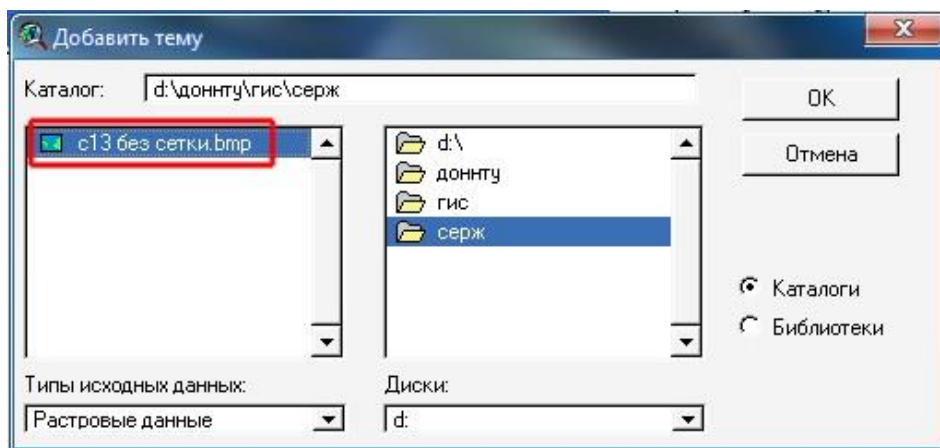 Добавить тему
Каталог: d:\доннту\гис\серж
OK
Отмена
с13 без сетки.bmp
d:\
доннту
гис
серж
Каталоги
Библиотеки
Типы исходных данных:
Растровые данные
Диски:
d: